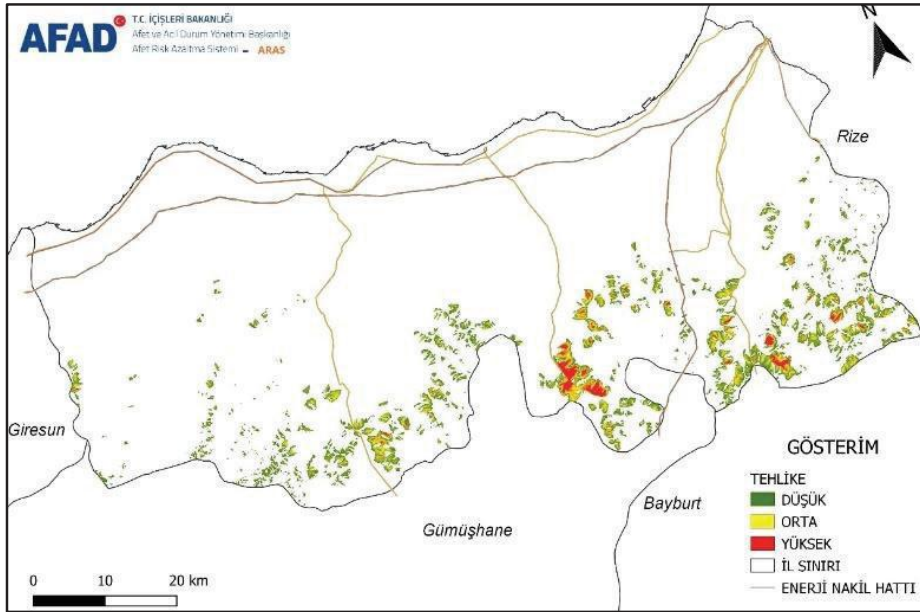 AFAD
T.C. İÇİŞLERİ BAKANLIĞI
Afet ve Acil Durum Yönetimi Başkanlığı
Afet Risk Azaltma Sistemi - ARAS
N
Rize
Giresun
Gümüşhane
Bayburt
GÖSTERİM
TEHLİKE
DÜŞÜK
ORTA
YÜKSEK
İL SINIRI
ENERJİ NAKİL HATTI
0 10 20 km